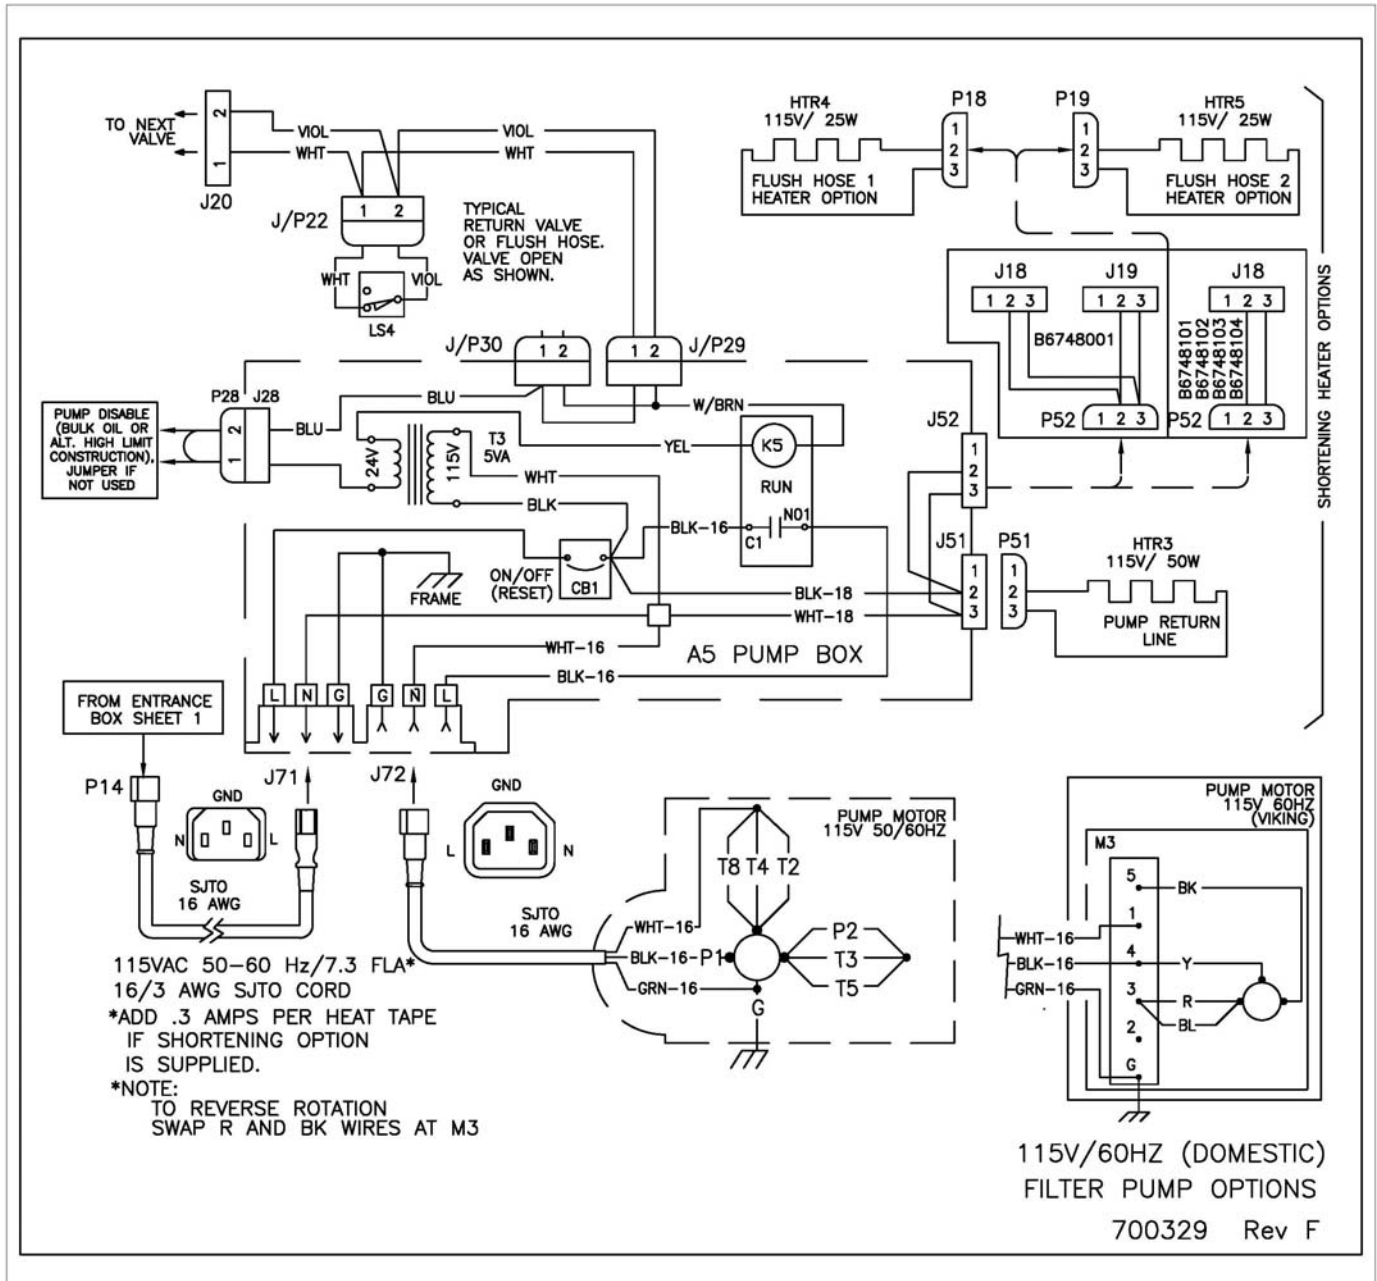 TO NEXT
VALVE
2
1
J20
VIOL
WHT
VIOL
WHT
J/P22
1 2
WHT
VIOL
LS4
TYPICAL
RETURN VALVE
OR FLUSH HOSE.
VALVE OPEN
AS SHOWN.
HTR4
115V/ 25W
P18
1
2
3
FLUSH HOSE 1
HEATER OPTION
P19
1
2
3
HTR5
115V/ 25W
FLUSH HOSE 2
HEATER OPTION
SHORTENING HEATER OPTIONS
J18
1 2 3
J19
1 2 3
J18
1 2 3
B6748001
B6748101
B6748102
B6748103
B6748104
P52
1 2 3
P52
1 2 3
J/P30
1 2
J/P29
1 2
PUMP DISABLE
(BULK OIL OR
ALT. HIGH LIMIT
CONSTRUCTION),
JUMPER IF
NOT USED
P28
J28
2
1
BLU
BLU
24V
115V
T3
5VA
W/BRN
YEL
K5
RUN
WHT
BLK
BLK-16
C1
NO1
J52
1
2
3
ON/OFF
(RESET)
CB1
FRAME
BLK-18
WHT-18
J51
1
2
3
P51
1
2
3
HTR3
115V/ 50W
PUMP RETURN
LINE
WHT-16
A5 PUMP BOX
BLK-16
L N G G N L
FROM ENTRANCE
BOX SHEET 1
P14
J71
J72
GND
N
L
SJTO
16 AWG
GND
L
N
SJTO
16 AWG
PUMP MOTOR
115V 50/60HZ
T8 T4 T2
WHT-16
BLK-16
P1
GRN-16
P2
T3
T5
G
115VAC 50-60 Hz/7.3 FLA*
16/3 AWG SJTO CORD
*ADD .3 AMPS PER HEAT TAPE
IF SHORTENING OPTION
IS SUPPLIED.
*NOTE:
TO REVERSE ROTATION
SWAP R AND BK WIRES AT M3
PUMP MOTOR
115V 60HZ
(VIKING)
M3
5
1
4
3
2
G
BK
Y
R
BL
WHT-16
BLK-16
GRN-16
115V/60HZ (DOMESTIC)
FILTER PUMP OPTIONS
700329 Rev F